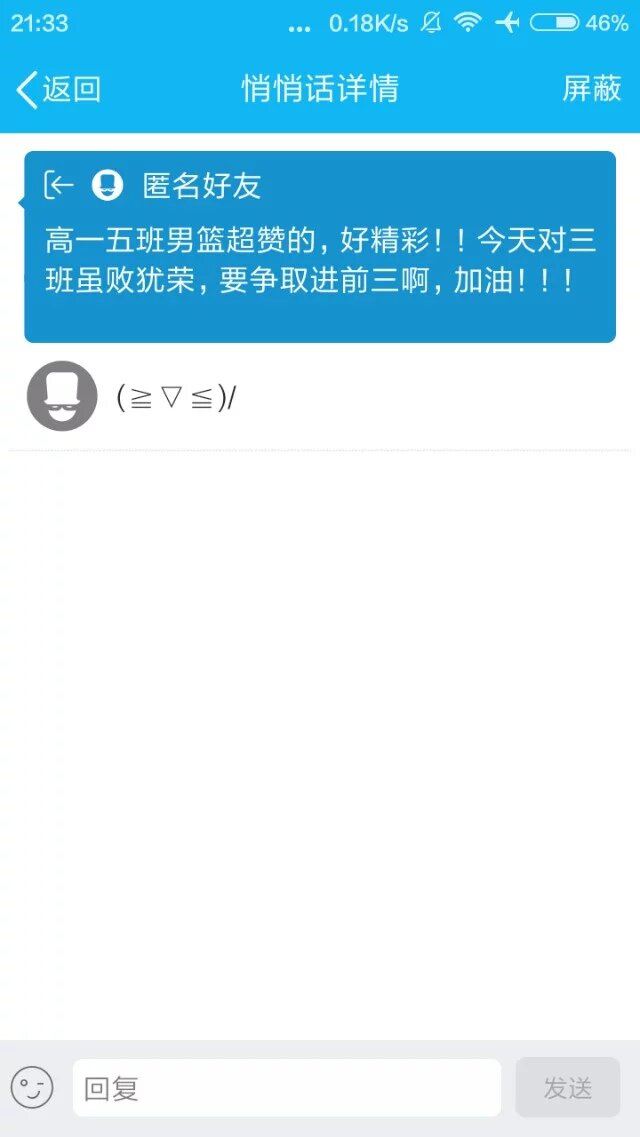 21:33 ... 0.18K/s 46%
返回 悄悄话详情 屏蔽
匿名好友
高一五班男篮超赞的，好精彩！！今天对三
班虽败犹荣，要争取进前三啊，加油！！！
(≧▽≦)/
回复 发送